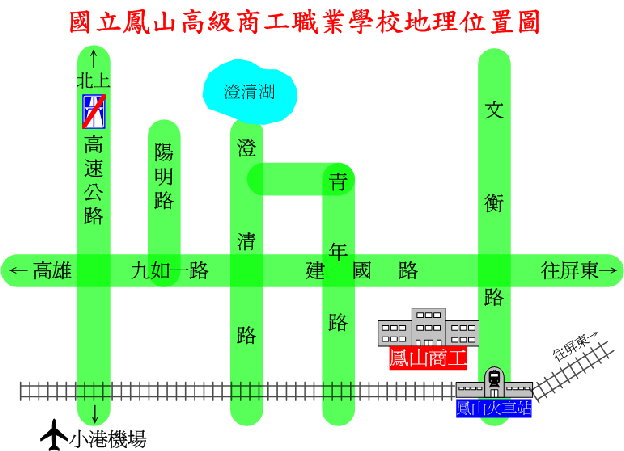 國立鳳山高級商工職業學校地理位置圖
↑
北上
高速公路
陽明路
澄清湖
澄清路
青年路
文衡路
←高雄
九如一路
建國路
往屏東→
鳳山商工
往屏東→
鳳山火車站
↓
小港機場